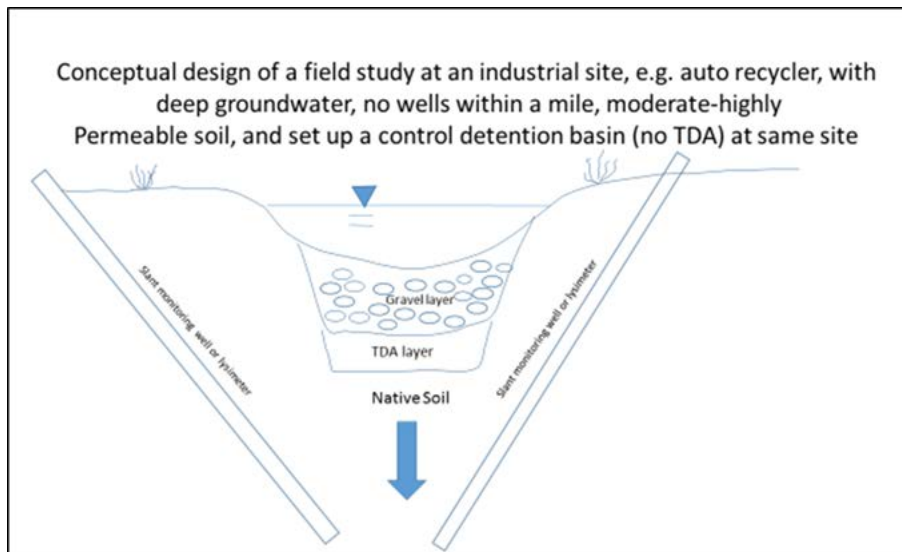 Conceptual design of a field study at an industrial site, e.g. auto recycler, with
deep groundwater, no wells within a mile, moderate-highly
Permeable soil, and set up a control detention basin (no TDA) at same site
Slant monitoring well or lysimeter
Gravel layer
TDA layer
Native Soil
Slant monitoring well or lysimeter